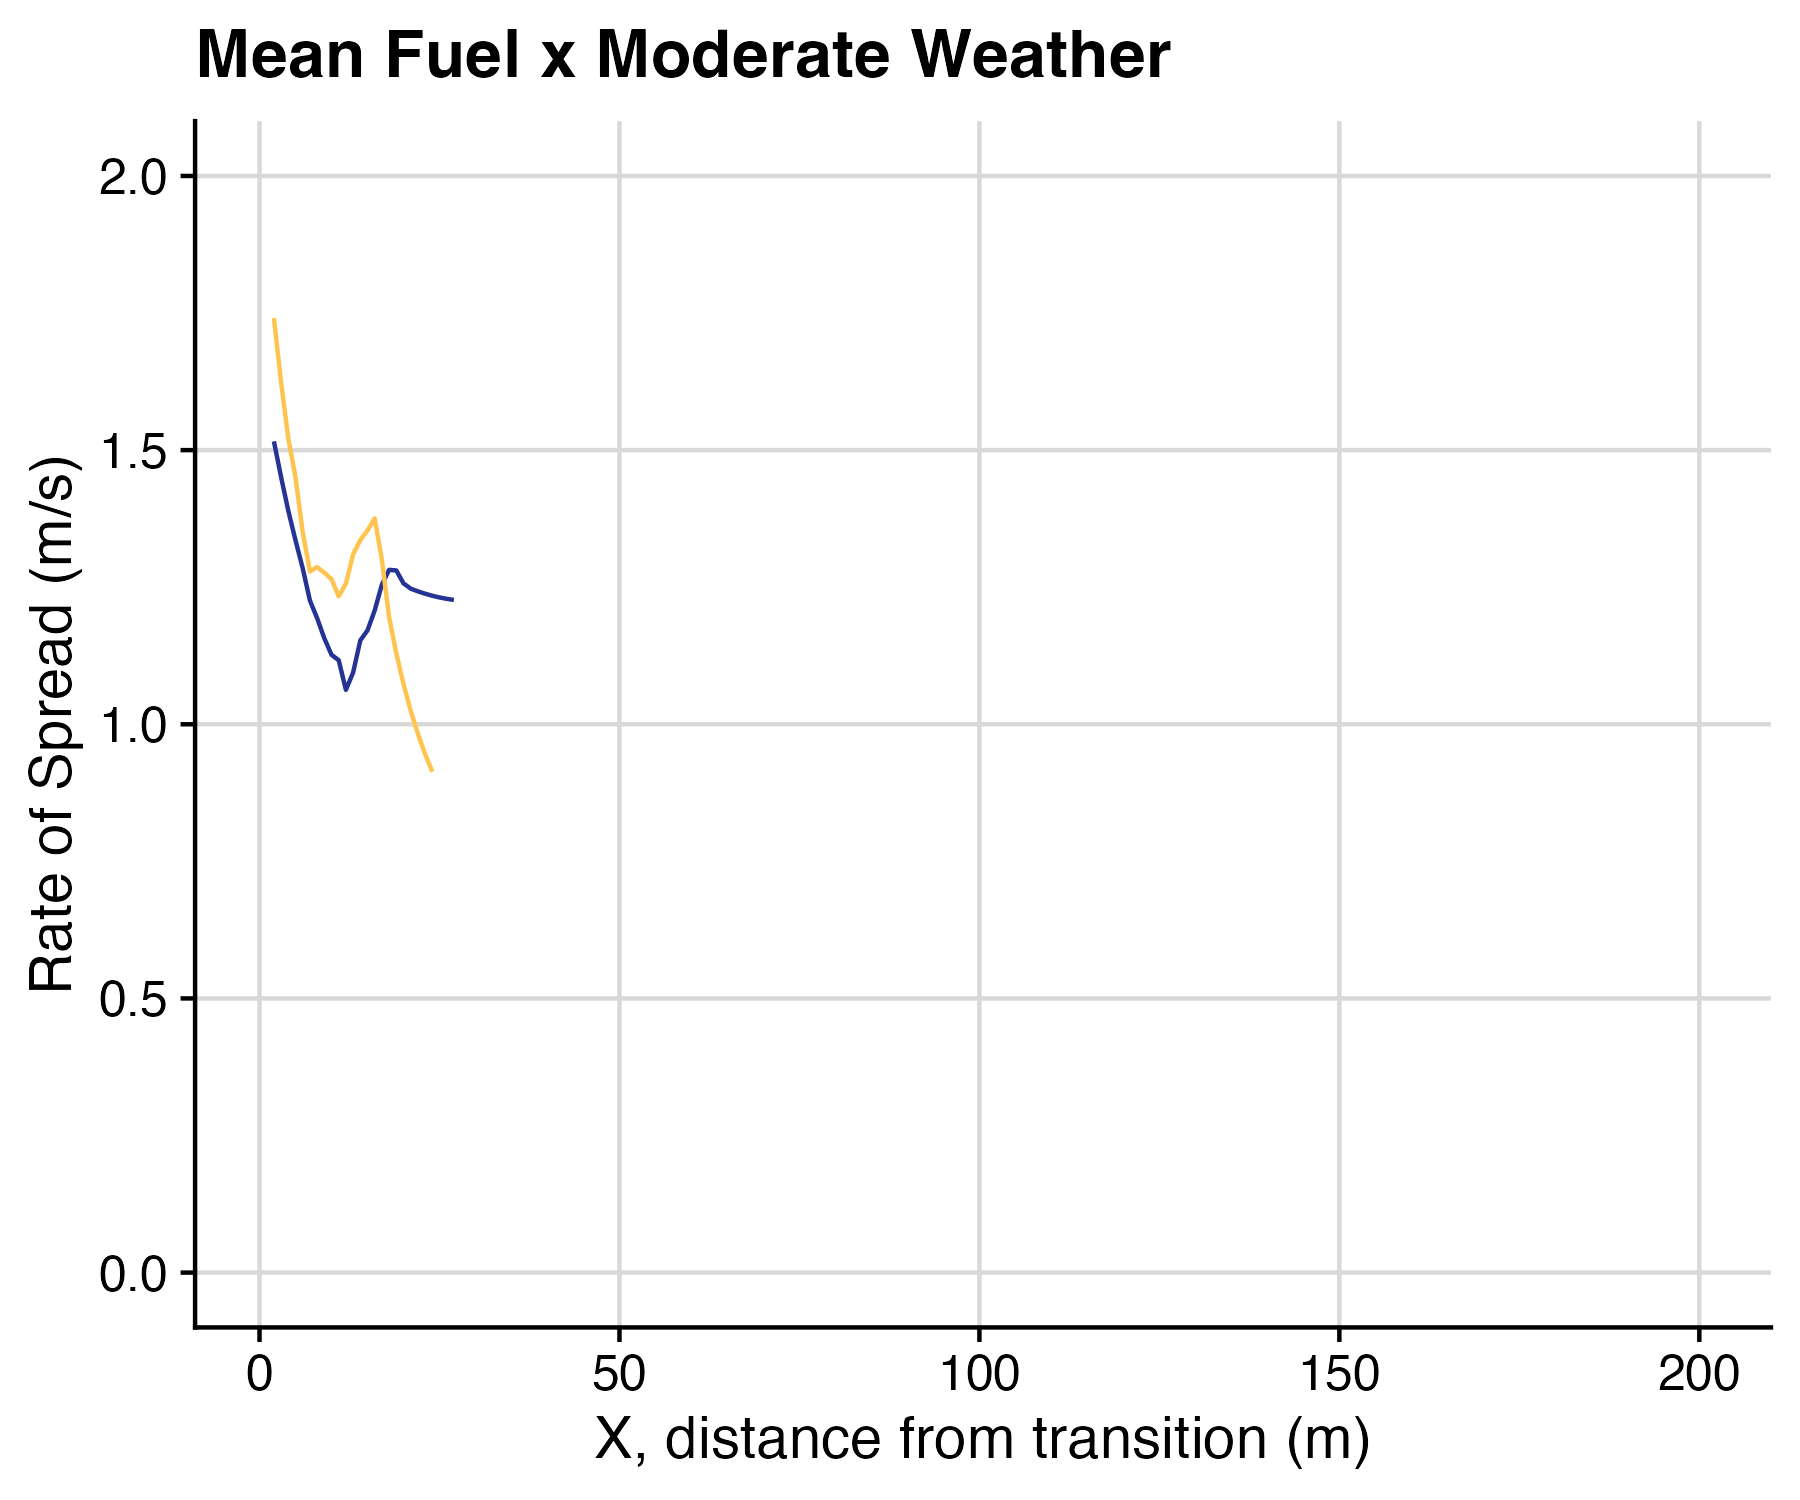 Mean Fuel x Moderate Weather
2.0
1.5
1.0
0.5
0.0
Rate of Spread (m/s)
0 50 100 150 200
X, distance from transition (m)